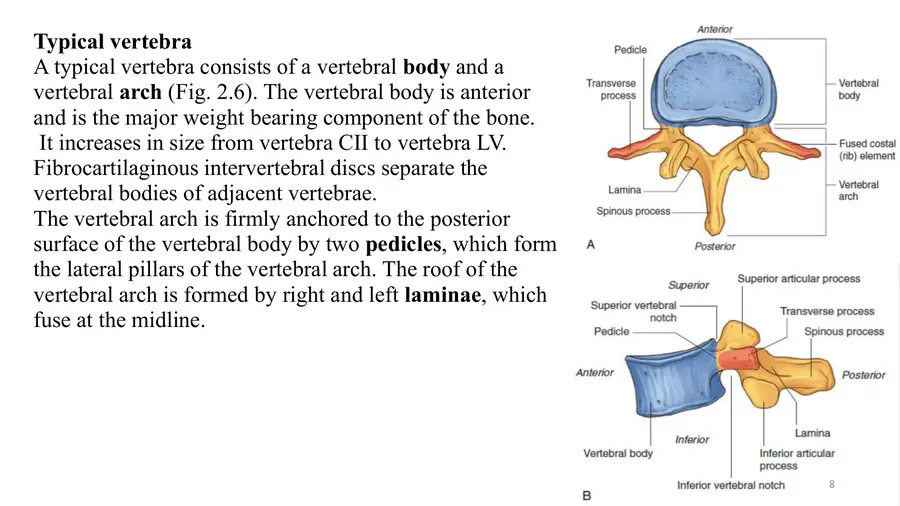 Typical vertebra
A typical vertebra consists of a vertebral body and a
vertebral arch (Fig. 2.6). The vertebral body is anterior
and is the major weight bearing component of the bone.
It increases in size from vertebra CII to vertebra LV.
Fibrocartilaginous intervertebral discs separate the
vertebral bodies of adjacent vertebrae.
The vertebral arch is firmly anchored to the posterior
surface of the vertebral body by two pedicles, which form
the lateral pillars of the vertebral arch. The roof of the
vertebral arch is formed by right and left laminae, which
fuse at the midline.
Anterior
Pedicle
Transverse
process
Vertebral
body
Fused costal
(rib) element
Lamina
Vertebral
arch
Spinous process
A
Posterior
Superior
Superior articular process
Superior vertebral
notch
Transverse process
Pedicle
Spinous process
Anterior
Posterior
Lamina
Inferior
Vertebral body
Inferior articular
process
Inferior vertebral notch
8
B